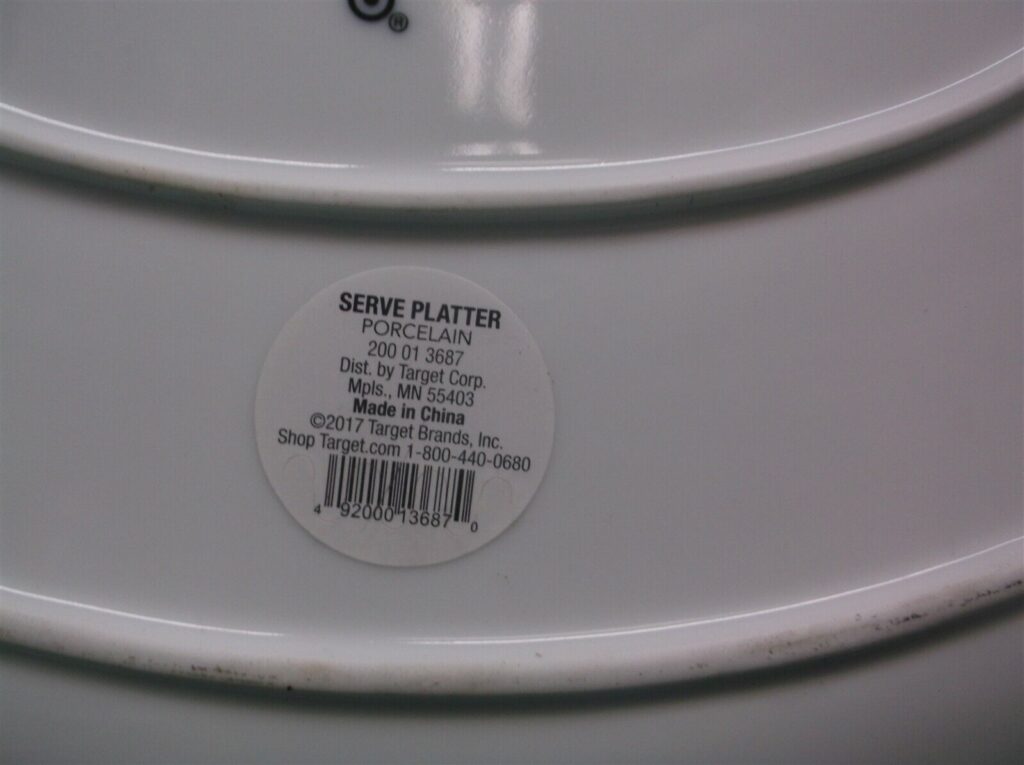 ®
SERVE PLATTER
PORCELAIN
200 01 3687
Dist. by Target Corp.
Mpls., MN 55403
Made in China
©2017 Target Brands, Inc.
Shop Target.com 1-800-440-0680
4 92000 13687 0